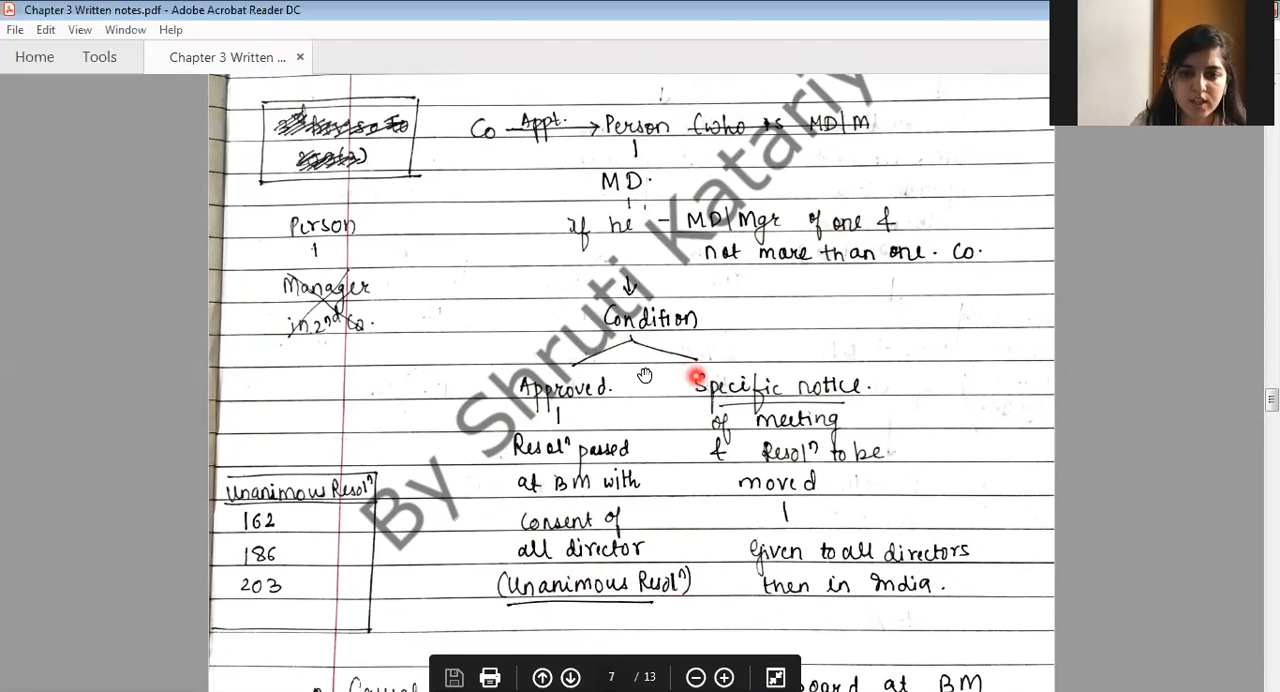 Chapter 3 Written notes.pdf - Adobe Acrobat Reader DC
File Edit View Window Help
Home Tools Chapter 3 Written ... ×
Co Appt. → Person (who is MD/M
MD.
if he - MD/Mgr of one &
not more than one. Co.
Person
Manager
in 2nd Co.
Condition
Approved.
Resolⁿ passed
at BM with
consent of
all director
(Unanimous Resolⁿ)
Specific notice.
of meeting
& Resolⁿ to be
moved
Given to all directors
then in India.
Unanimous Resolⁿ
162
186
203
By Shruti Katariy
7 / 13
Board at BM